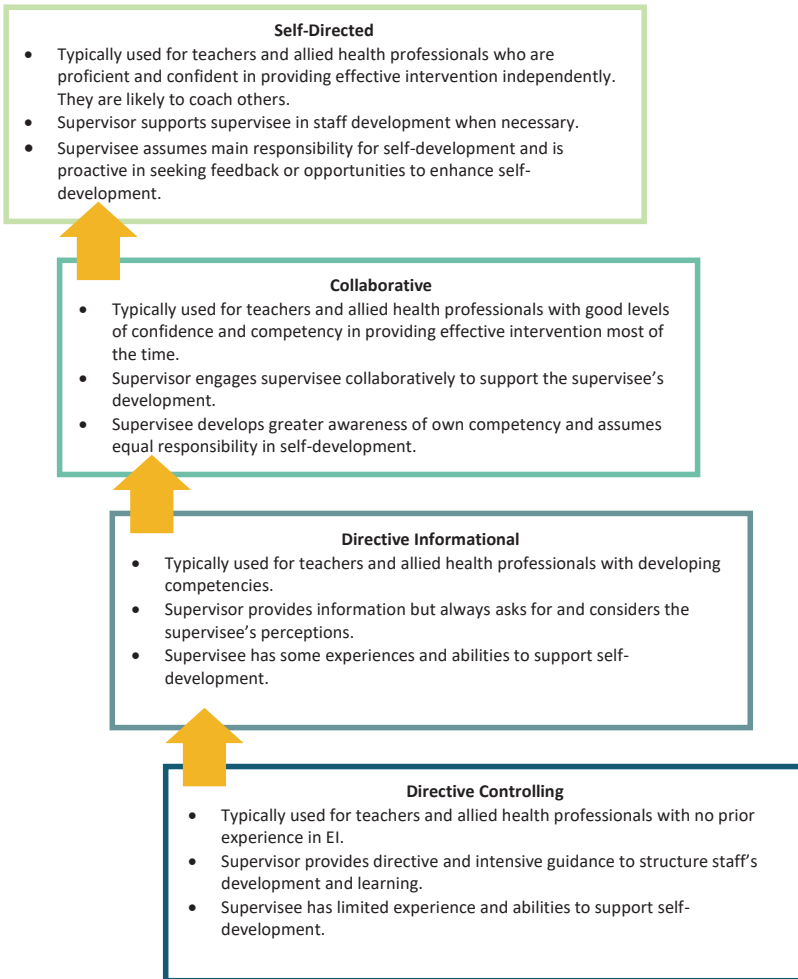 Self-Directed
• Typically used for teachers and allied health professionals who are
proficient and confident in providing effective intervention independently.
They are likely to coach others.
• Supervisor supports supervisee in staff development when necessary.
• Supervisee assumes main responsibility for self-development and is
proactive in seeking feedback or opportunities to enhance self-
development.
Collaborative
• Typically used for teachers and allied health professionals with good levels
of confidence and competency in providing effective intervention most of
the time.
• Supervisor engages supervisee collaboratively to support the supervisee’s
development.
• Supervisee develops greater awareness of own competency and assumes
equal responsibility in self-development.
Directive Informational
• Typically used for teachers and allied health professionals with developing
competencies.
• Supervisor provides information but always asks for and considers the
supervisee’s perceptions.
• Supervisee has some experiences and abilities to support self-
development.
Directive Controlling
• Typically used for teachers and allied health professionals with no prior
experience in EI.
• Supervisor provides directive and intensive guidance to structure staff’s
development and learning.
• Supervisee has limited experience and abilities to support self-
development.